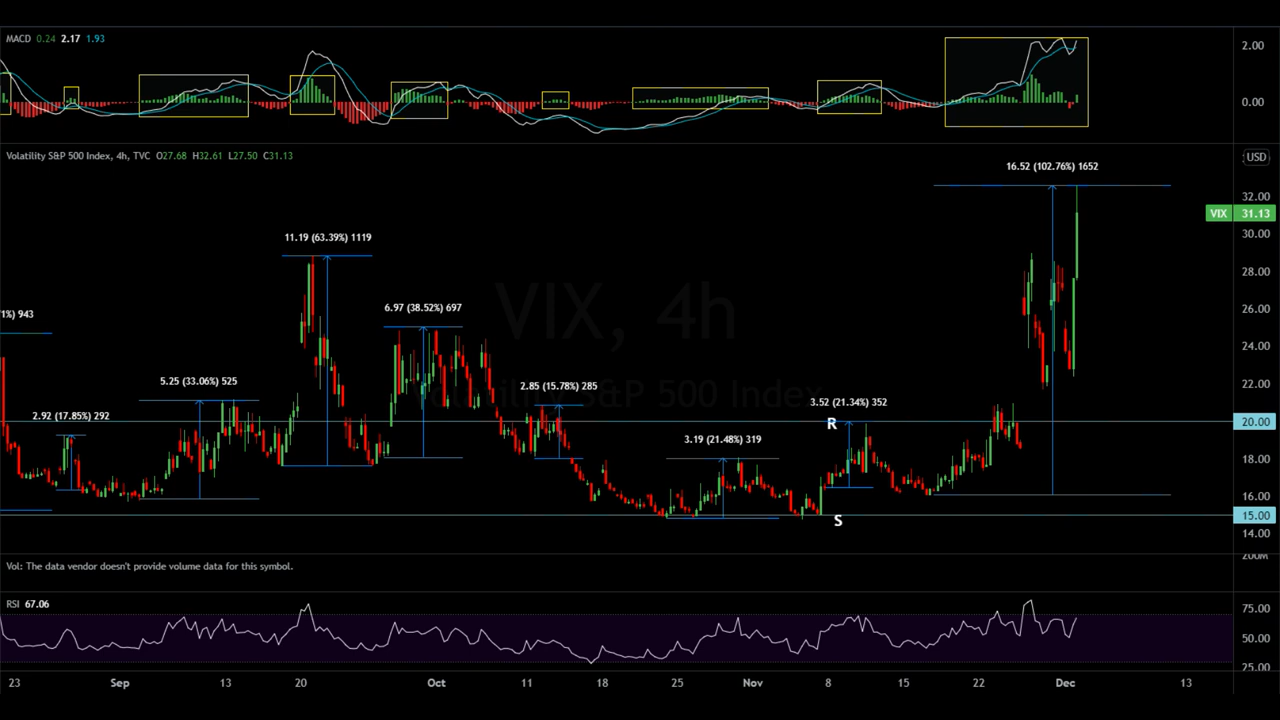 MACD 0.24 2.17 1.93
2.00
0.00
Volatility S&P 500 Index, 4h, TVC O27.68 H32.61 L27.50 C31.13
USD
16.52 (102.76%) 1652
32.00
VIX 31.13
30.00
11.19 (63.39%) 1119
28.00
6.97 (38.52%) 697
1%) 943
VIX, 4h
Volatility S&P 500 Index
26.00
24.00
5.25 (33.06%) 525
2.85 (15.78%) 285
22.00
2.92 (17.85%) 292
3.52 (21.34%) 352
R
20.00
3.19 (21.48%) 319
18.00
16.00
S
15.00
14.00
200M
Vol: The data vendor doesn't provide volume data for this symbol.
RSI 67.06
75.00
50.00
25.00
23 Sep 13 20 Oct 11 18 25 Nov 8 15 22 Dec 13